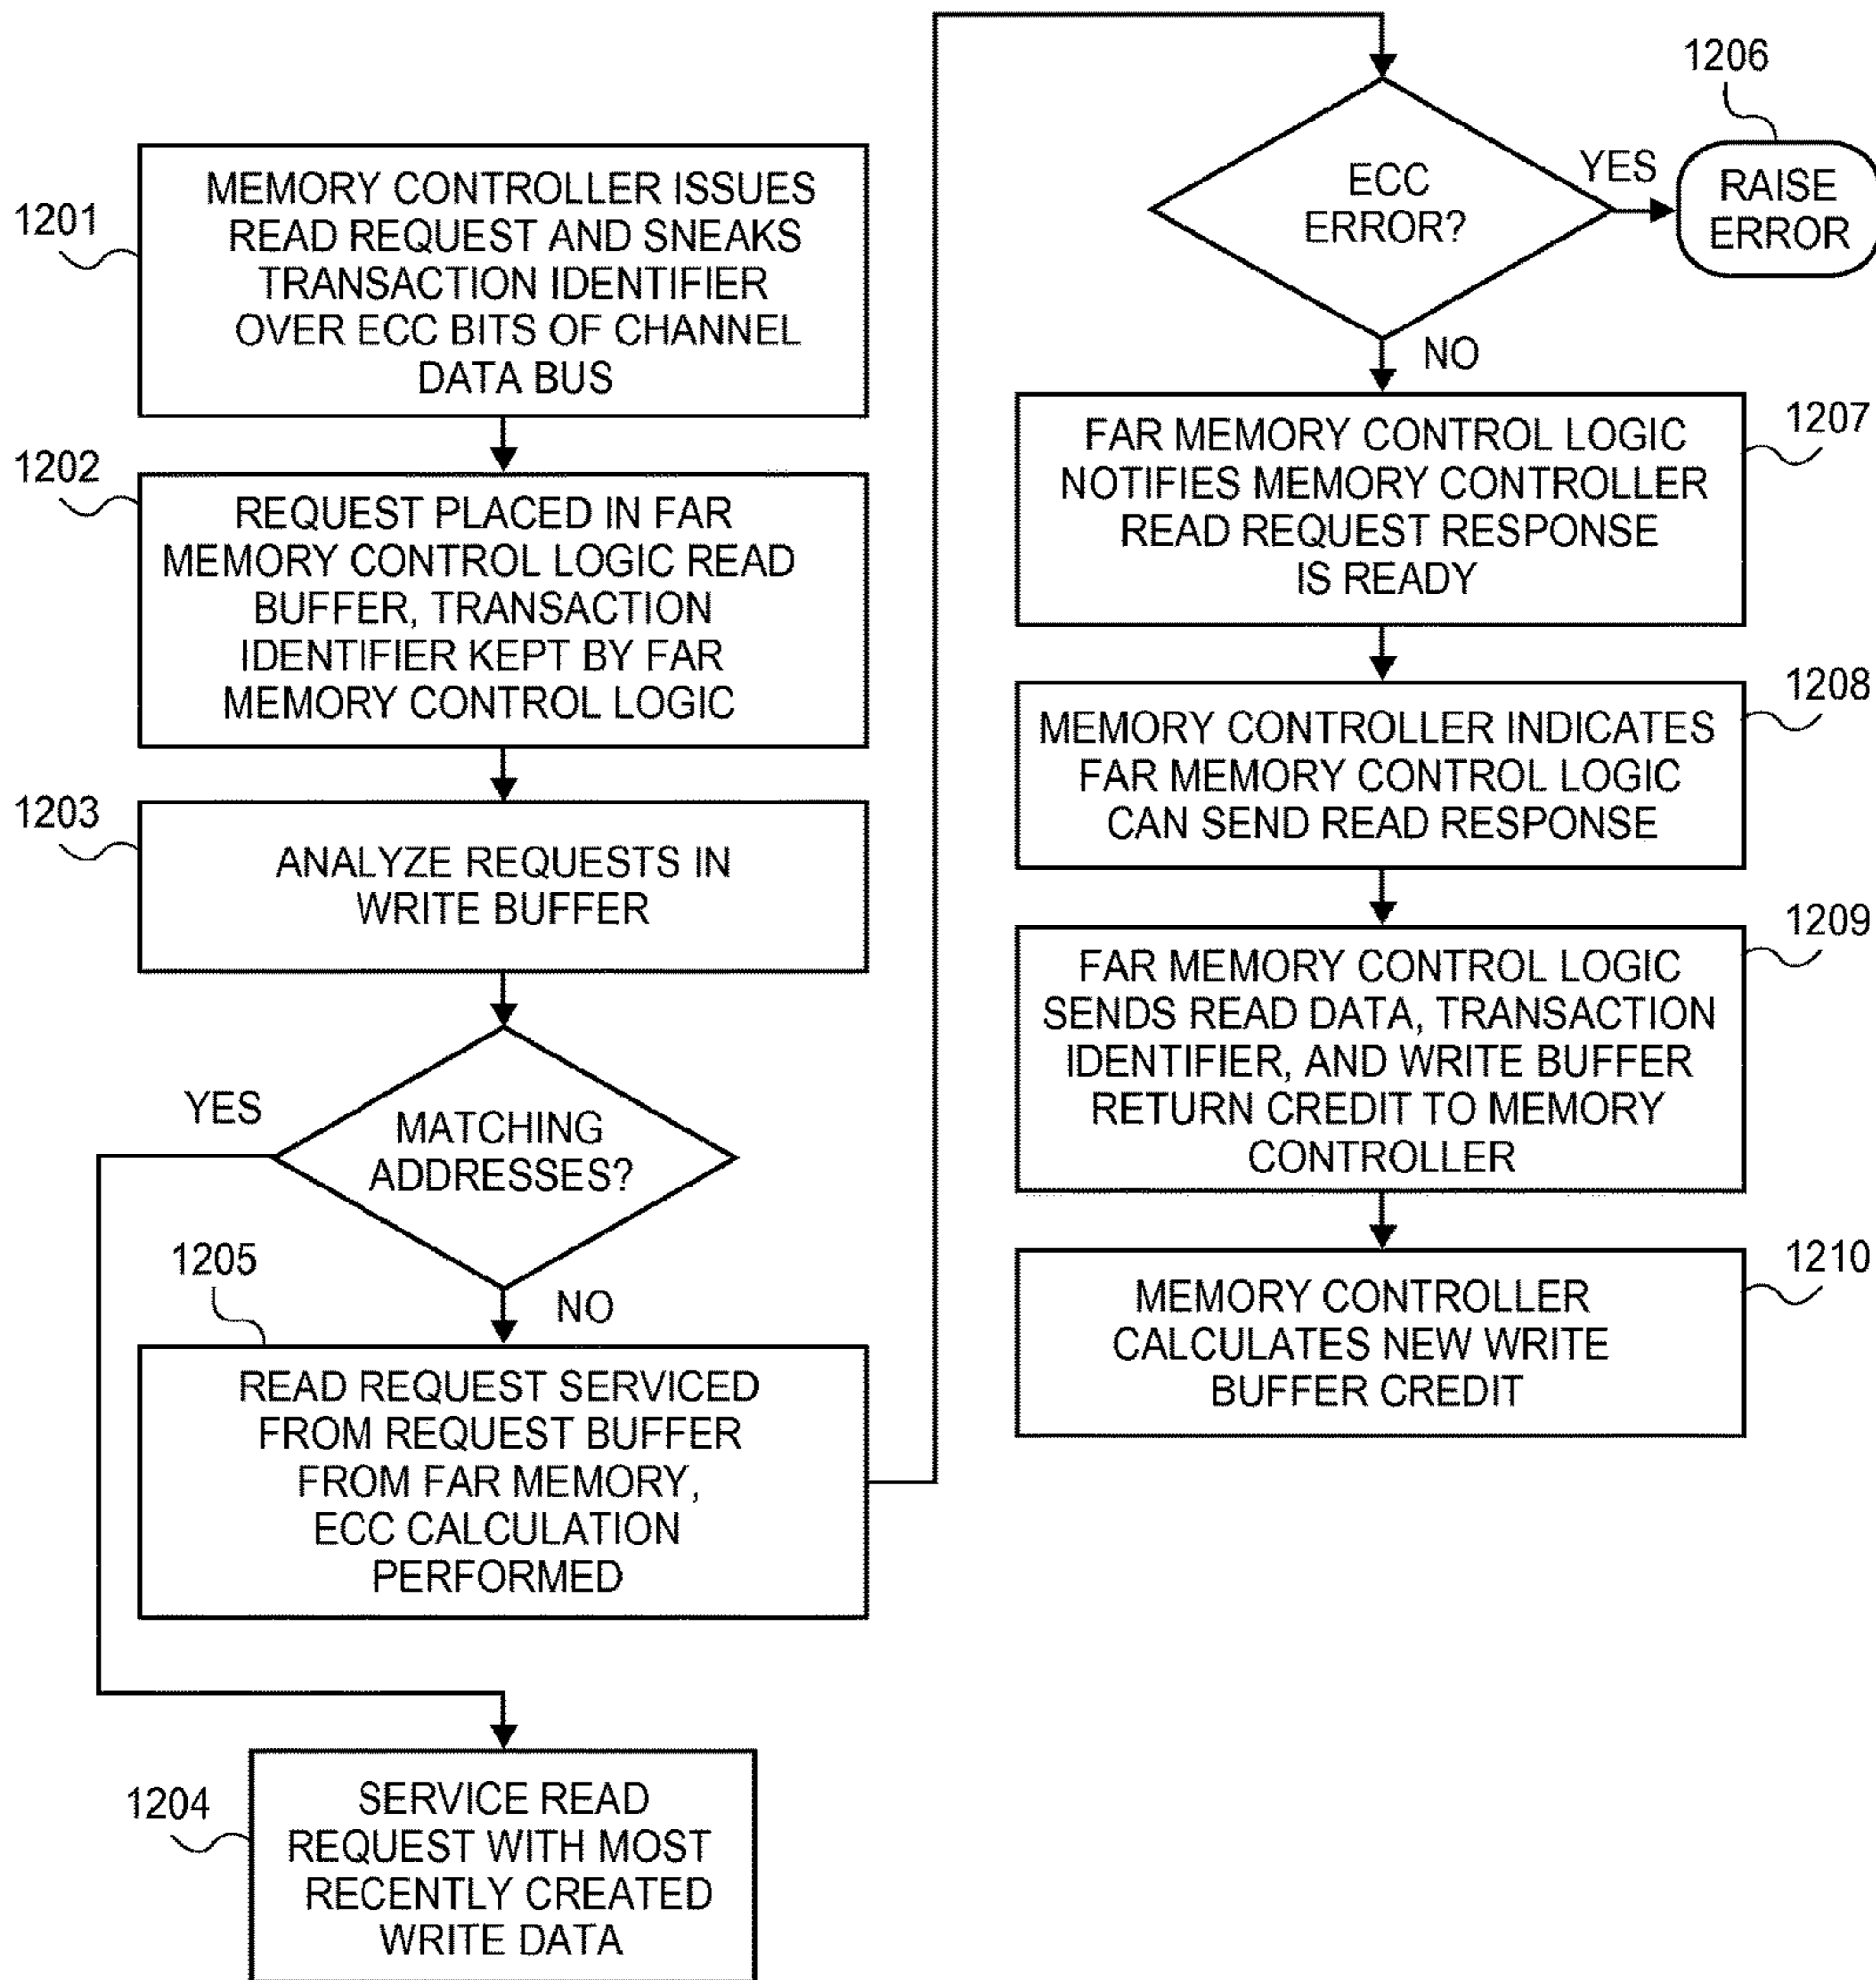 1201
MEMORY CONTROLLER ISSUES
READ REQUEST AND SNEAKS
TRANSACTION IDENTIFIER
OVER ECC BITS OF CHANNEL
DATA BUS
1202
REQUEST PLACED IN FAR
MEMORY CONTROL LOGIC READ
BUFFER, TRANSACTION
IDENTIFIER KEPT BY FAR
MEMORY CONTROL LOGIC
1203
ANALYZE REQUESTS IN
WRITE BUFFER
YES
MATCHING
ADDRESSES?
NO
1205
READ REQUEST SERVICED
FROM REQUEST BUFFER
FROM FAR MEMORY,
ECC CALCULATION
PERFORMED
1204
SERVICE READ
REQUEST WITH MOST
RECENTLY CREATED
WRITE DATA
ECC
ERROR?
YES
1206
RAISE
ERROR
NO
1207
FAR MEMORY CONTROL LOGIC
NOTIFIES MEMORY CONTROLLER
READ REQUEST RESPONSE
IS READY
1208
MEMORY CONTROLLER INDICATES
FAR MEMORY CONTROL LOGIC
CAN SEND READ RESPONSE
1209
FAR MEMORY CONTROL LOGIC
SENDS READ DATA, TRANSACTION
IDENTIFIER, AND WRITE BUFFER
RETURN CREDIT TO MEMORY
CONTROLLER
1210
MEMORY CONTROLLER
CALCULATES NEW WRITE
BUFFER CREDIT